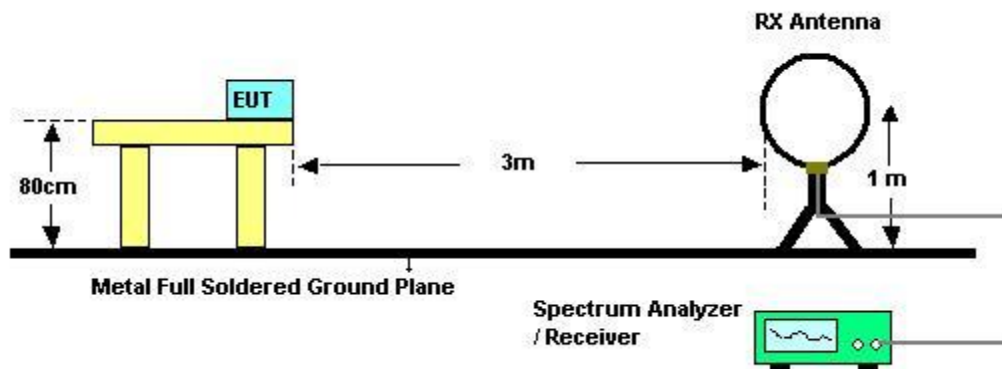 RX Antenna
EUT
3m
80cm
1 m
Metal Full Soldered Ground Plane
Spectrum Analyzer
/ Receiver